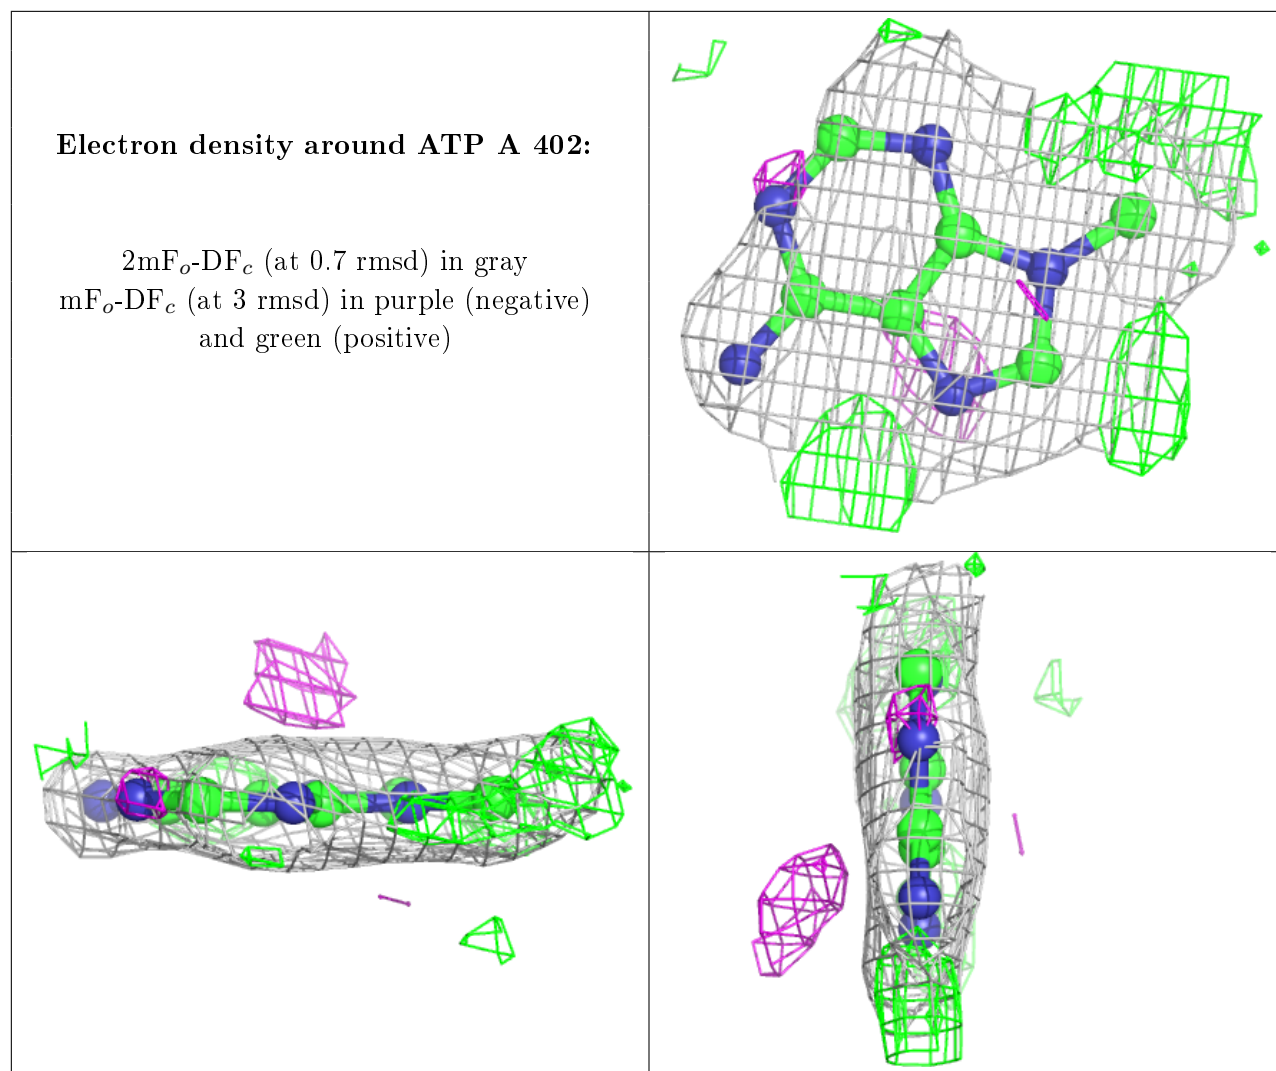 Electron density around ATP A 402:
2mFₒ-DF𝒸 (at 0.7 rmsd) in gray
mFₒ-DF𝒸 (at 3 rmsd) in purple (negative)
and green (positive)